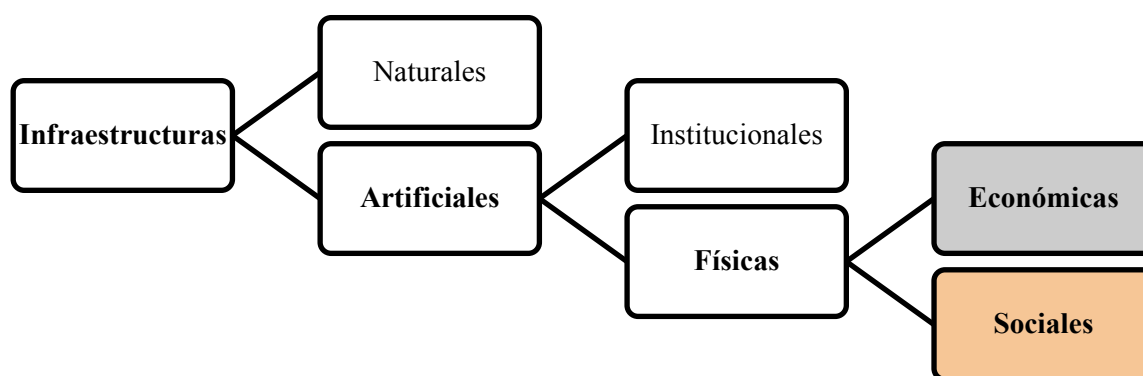 Naturales
Infraestructuras
Institucionales
Artificiales
Económicas
Físicas
Sociales